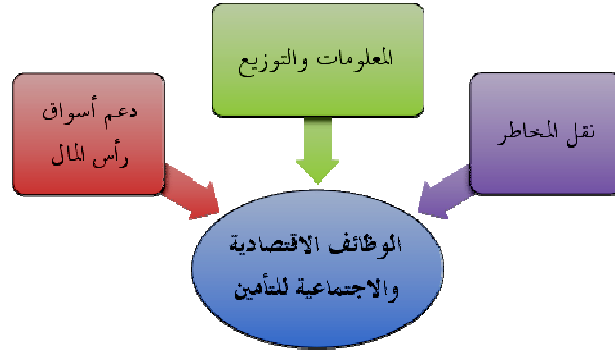 المعلومات والتوزيع
نقل المخاطر
دعم أسواق
رأس المال
الوظائف الاقتصادية
والاجتماعية للتأمين